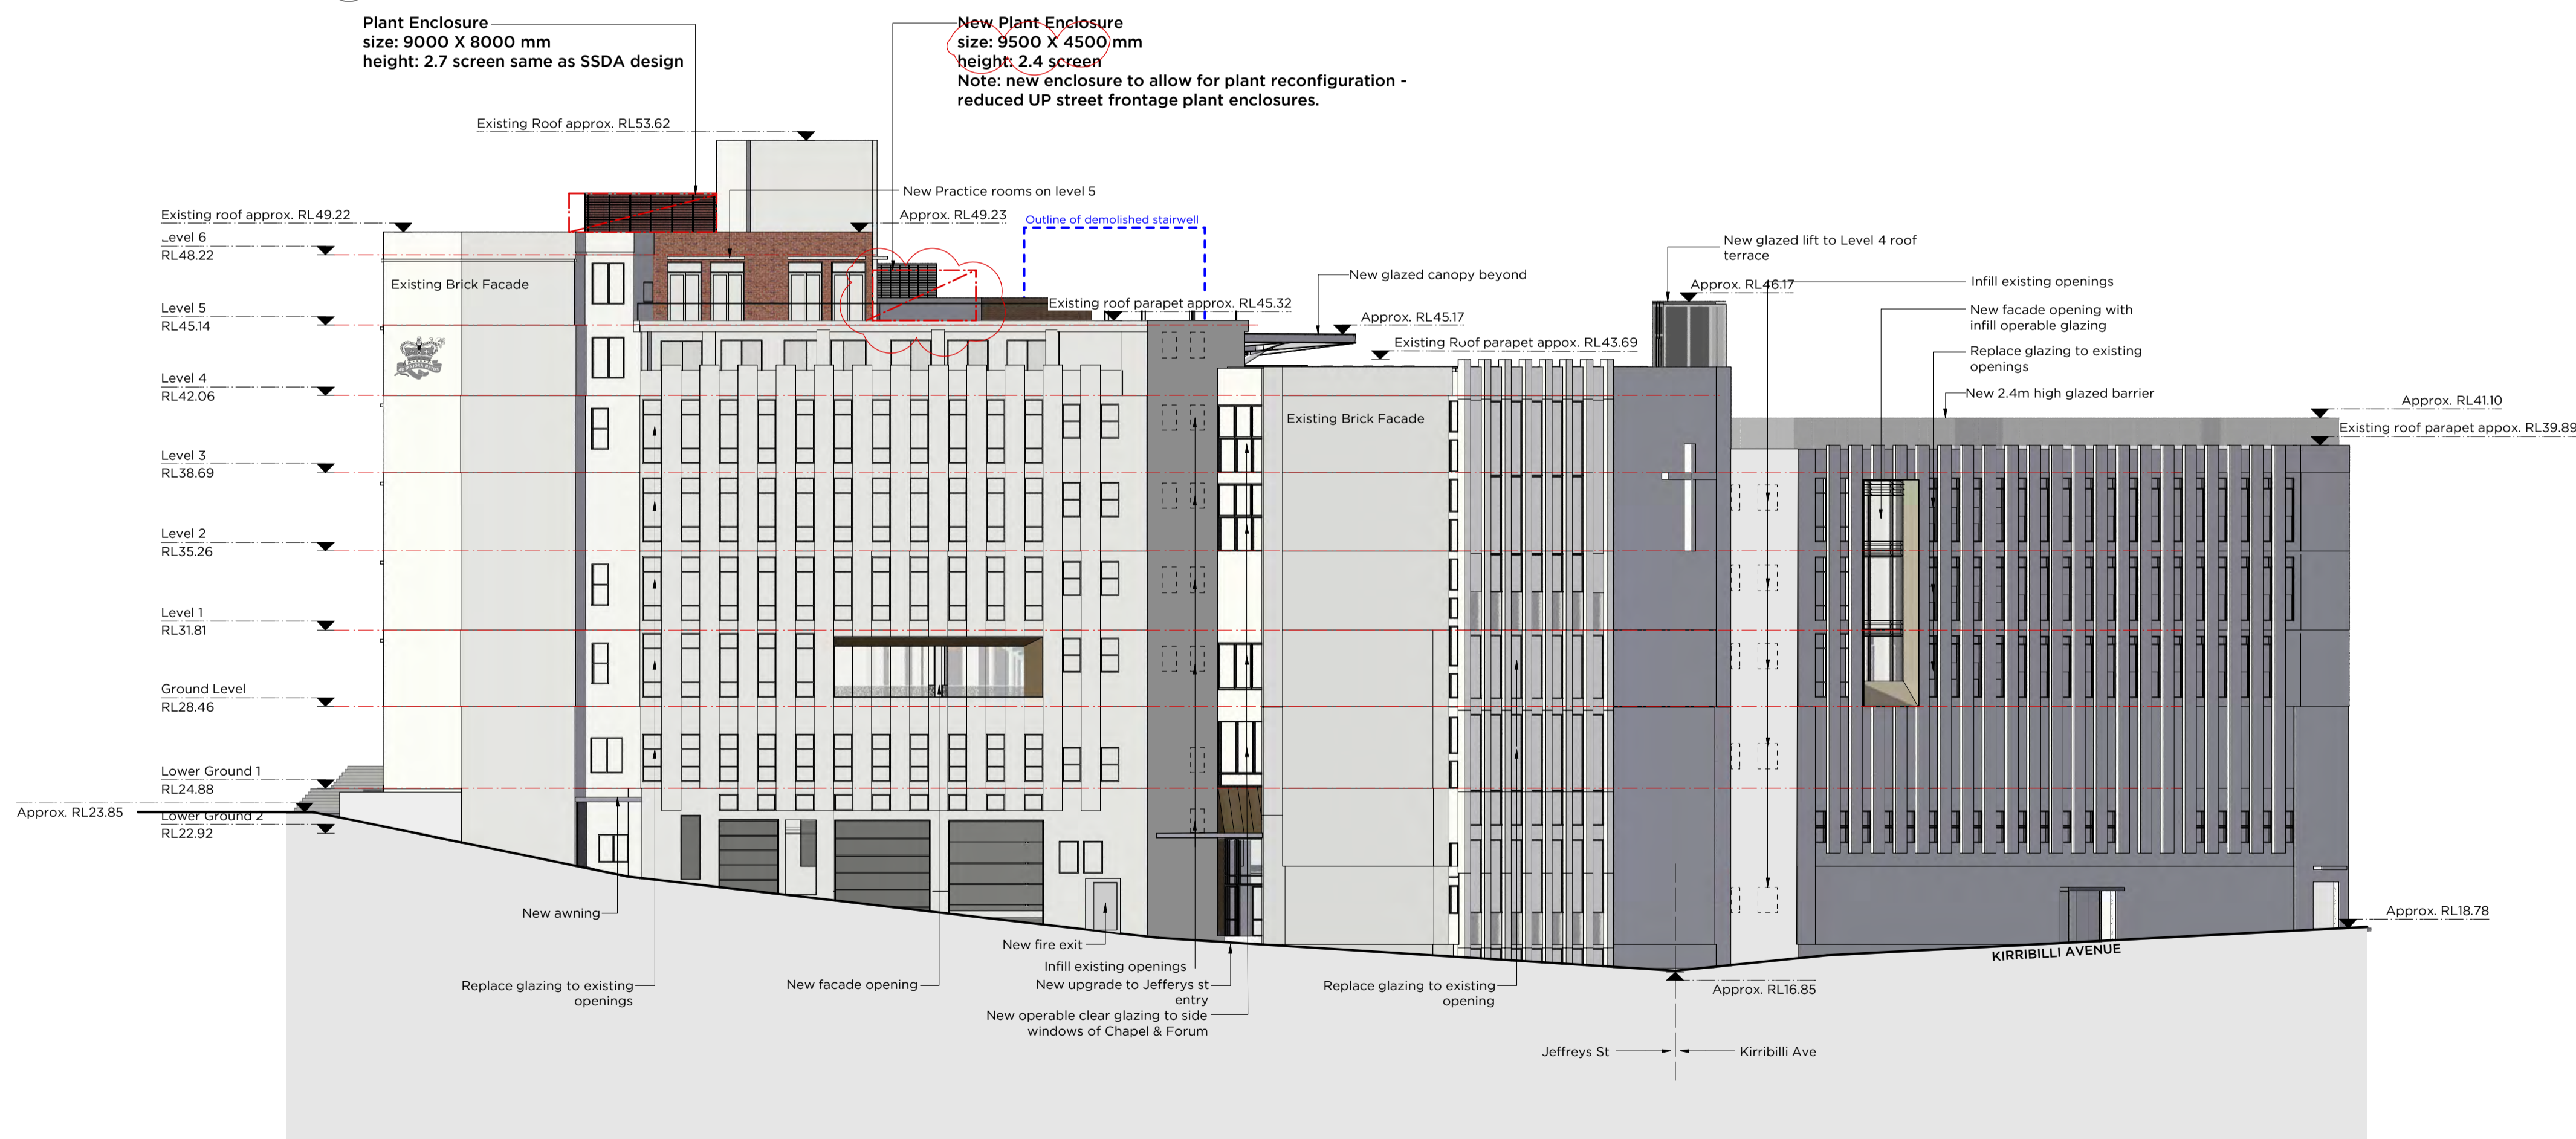 Plant Enclosure
size: 9000 X 8000 mm
height: 2.7 screen same as SSDA design
New Plant Enclosure
size: 9500 X 4500 mm
height: 2.4 screen
Note: new enclosure to allow for plant reconfiguration -
reduced UP street frontage plant enclosures.
Existing Roof approx. RL53.62
New Practice rooms on level 5
Existing roof approx. RL49.22
Approx. RL49.23
Outline of demolished stairwell
Level 6
RL48.22
New glazed lift to Level 4 roof
terrace
Existing Brick Facade
New glazed canopy beyond
Approx. RL46.17
Infill existing openings
Level 5
RL45.14
Existing roof parapet approx. RL45.32
Approx. RL45.17
New facade opening with
infill operable glazing
Existing Roof parapet appox. RL43.69
Replace glazing to existing
openings
Level 4
RL42.06
New 2.4m high glazed barrier
Approx. RL41.10
Existing Brick Facade
Existing roof parapet appox. RL39.89
Level 3
RL38.69
Level 2
RL35.26
Level 1
RL31.81
Ground Level
RL28.46
Lower Ground 1
RL24.88
Approx. RL23.85
Lower Ground 2
RL22.92
New awning
Approx. RL18.78
New fire exit
KIRRIBILLI AVENUE
Infill existing openings
Replace glazing to existing
openings
New facade opening
New upgrade to Jefferys st
entry
Replace glazing to existing
opening
Approx. RL16.85
New operable clear glazing to side
windows of Chapel & Forum
Jeffreys St
Kirribilli Ave